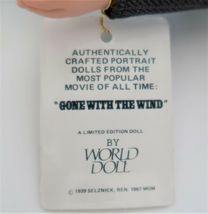 AUTHENTICALLY
CRAFTED PORTRAIT
DOLLS FROM THE
MOST POPULAR
MOVIE OF ALL TIME:
"GONE WITH THE WIND"
A LIMITED EDITION DOLL
BY
WORLD
DOLL
© 1939 SELZNICK, REN. 1967 MGM